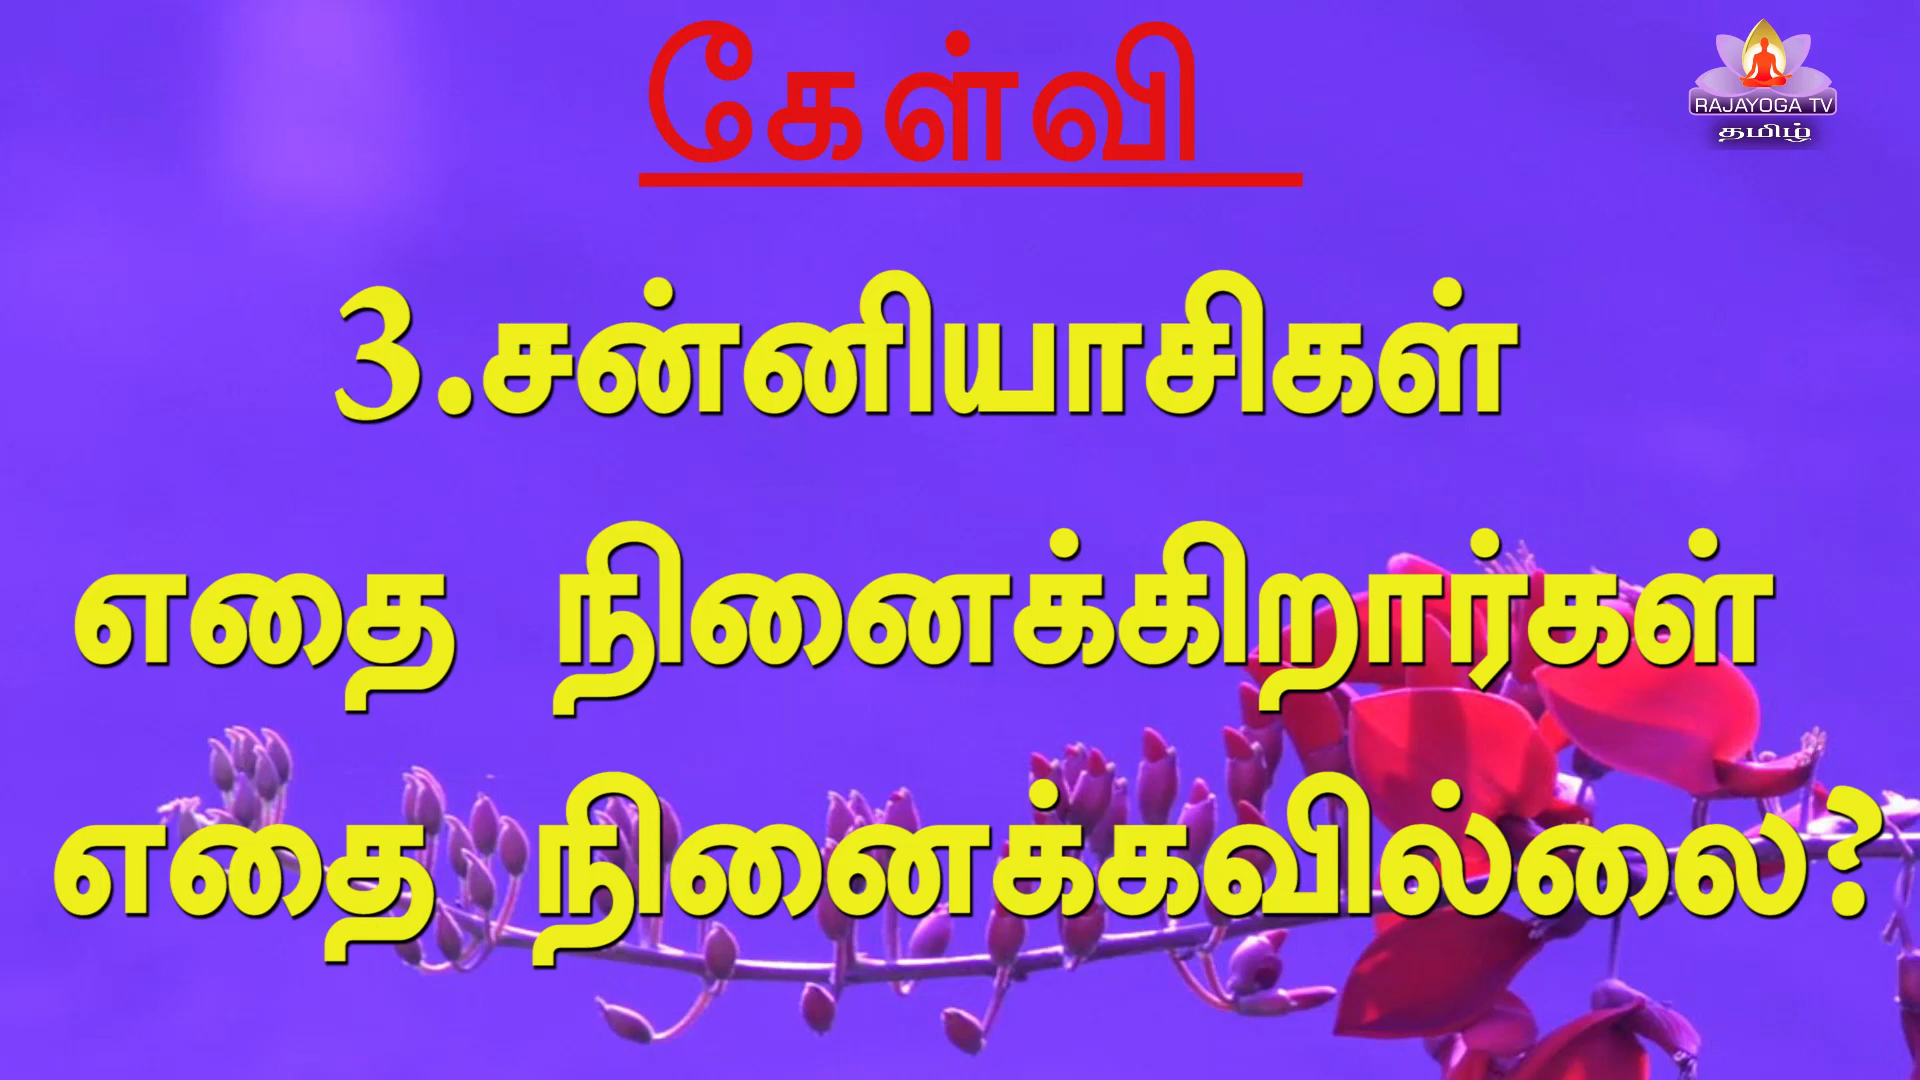 கேள்வி
RAJAYOGA TV
தமிழ்
3.சன்னியாசிகள்
எதை நினைக்கிறார்கள்
எதை நினைக்கவில்லை?